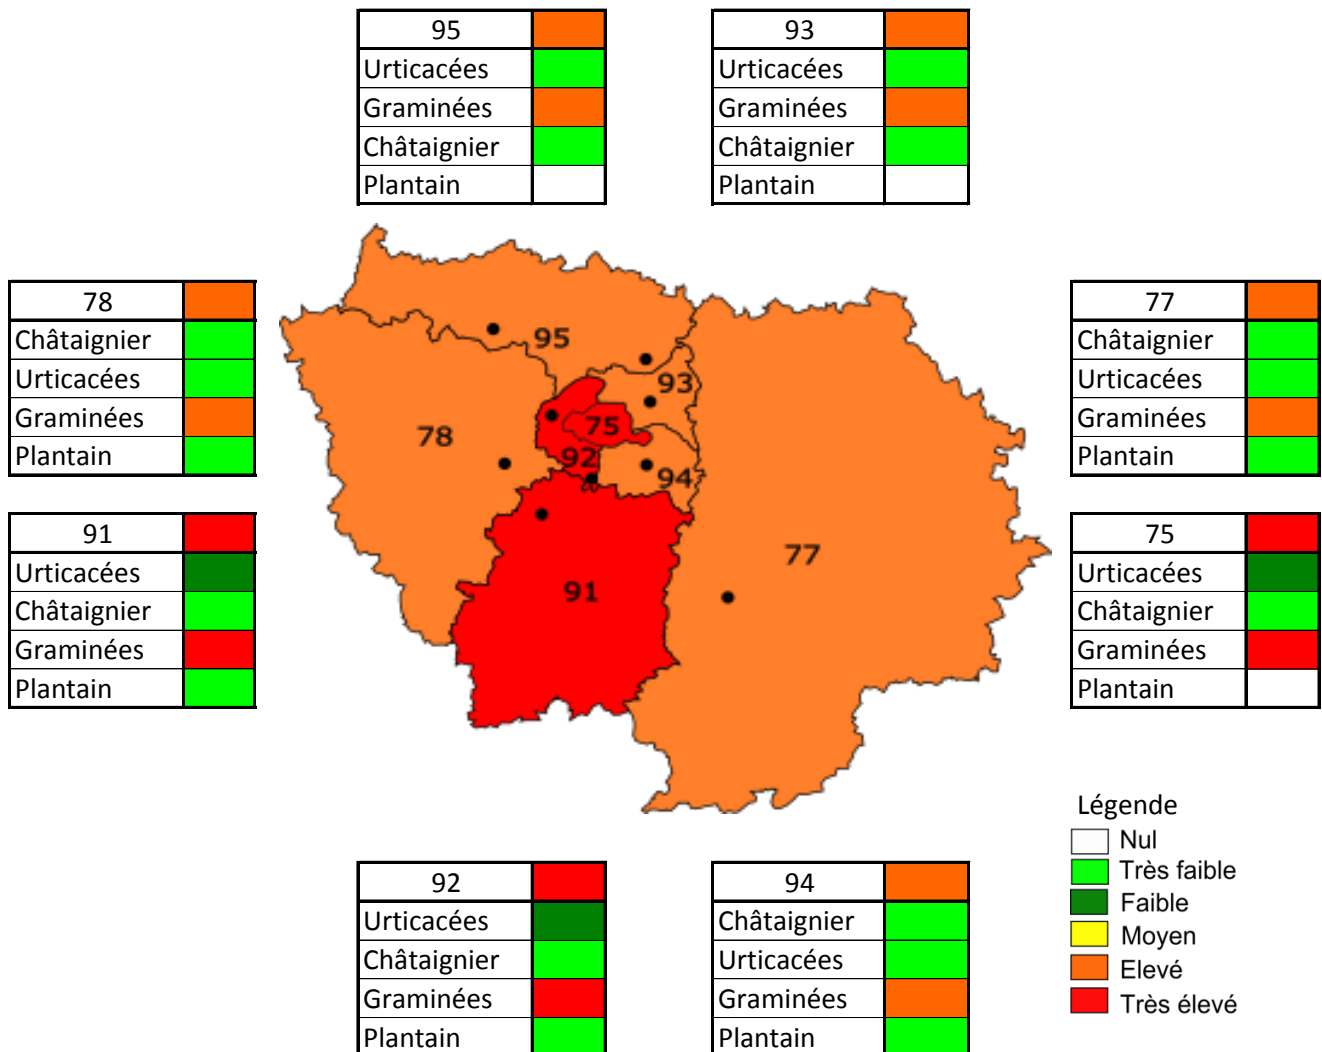 95
Urticacées
Graminées
Châtaignier
Plantain
93
Urticacées
Graminées
Châtaignier
Plantain
78
Châtaignier
Urticacées
Graminées
Plantain
95
93
75
78
92
94
77
91
77
Châtaignier
Urticacées
Graminées
Plantain
91
Urticacées
Châtaignier
Graminées
Plantain
75
Urticacées
Châtaignier
Graminées
Plantain
92
Urticacées
Châtaignier
Graminées
Plantain
94
Châtaignier
Urticacées
Graminées
Plantain
Légende
Nul
Très faible
Faible
Moyen
Elevé
Très élevé